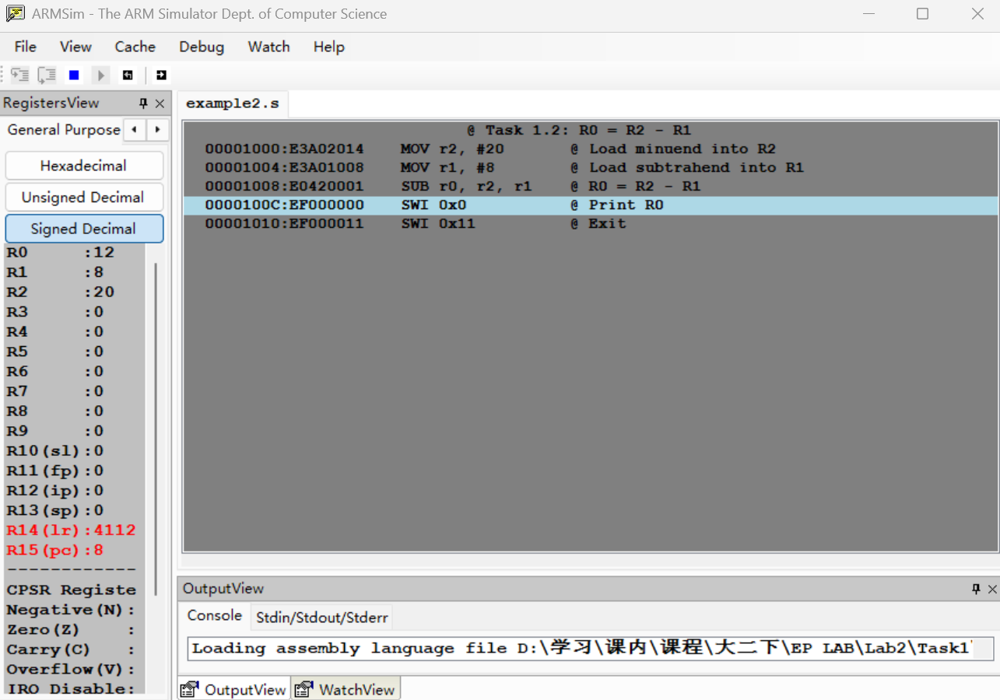 ARMSim - The ARM Simulator Dept. of Computer Science
File View Cache Debug Watch Help
RegistersView
General Purpose
Hexadecimal
Unsigned Decimal
Signed Decimal
R0 :12
R1 :8
R2 :20
R3 :0
R4 :0
R5 :0
R6 :0
R7 :0
R8 :0
R9 :0
R10(sl):0
R11(fp):0
R12(ip):0
R13(sp):0
R14(lr):4112
R15(pc):8
------------
CPSR Registe
Negative(N):
Zero(Z) :
Carry(C) :
Overflow(V):
IRQ Disable:
example2.s
@ Task 1.2: R0 = R2 - R1
00001000:E3A02014 MOV r2, #20 @ Load minuend into R2
00001004:E3A01008 MOV r1, #8 @ Load subtrahend into R1
00001008:E0420001 SUB r0, r2, r1 @ R0 = R2 - R1
0000100C:EF000000 SWI 0x0 @ Print R0
00001010:EF000011 SWI 0x11 @ Exit
OutputView
Console Stdin/Stdout/Stderr
Loading assembly language file D:\学习\课内\课程\大二下\EP LAB\Lab2\Task1
OutputView WatchView